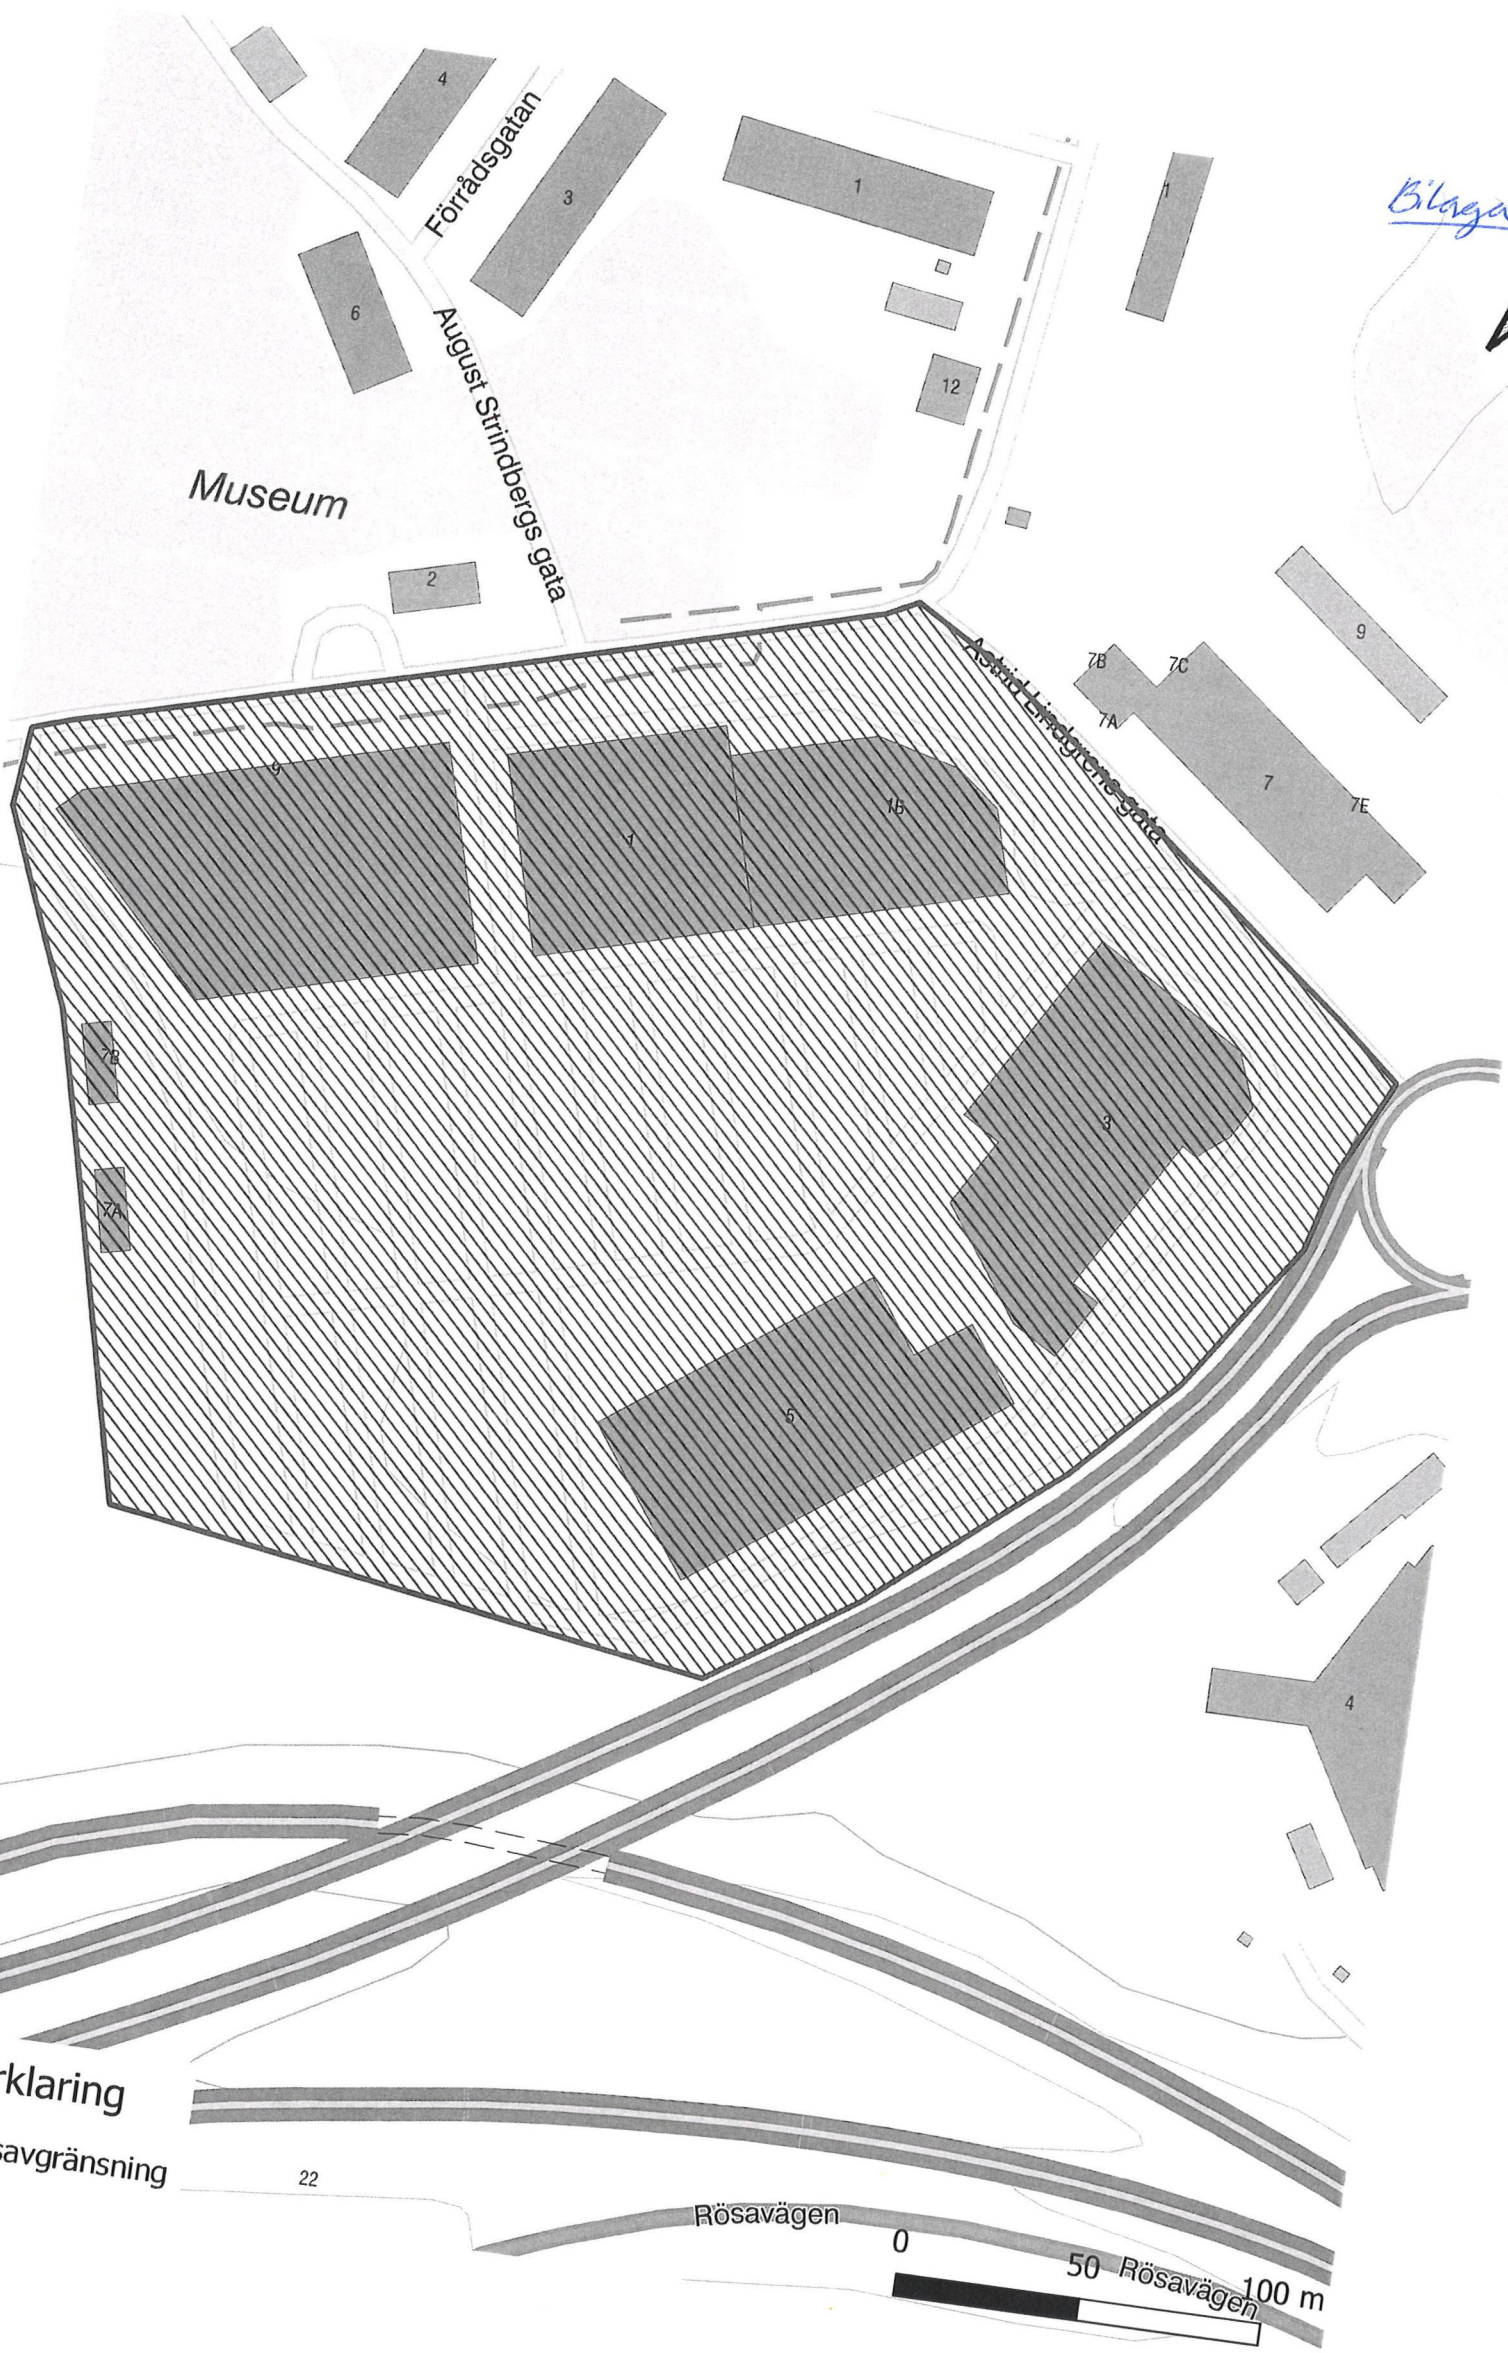 4
Förrådsgatan
3
1
1
Bilaga
6
12
August Strindbergs gata
Museum
2
9
7B
7C
7A
Astrid Lindgrens gata
7
7E
9
1B
1
7B
3
7A
5
4
rklaring
savgränsning
22
Rösavägen
0
50
Rösavägen
100 m